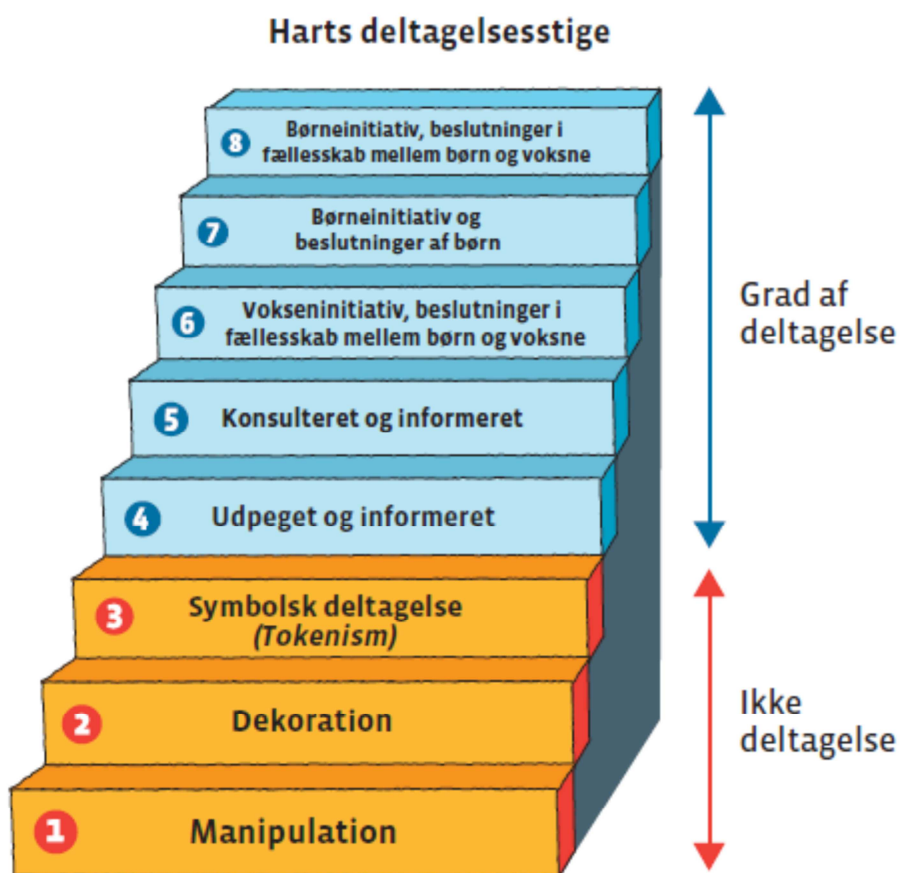 Harts deltagelsesstige
8
Børneinitiativ, beslutninger i
fællesskab mellem børn og voksne
7
Børneinitiativ og
beslutninger af børn
6
Vokseninitiativ, beslutninger i
fællesskab mellem børn og voksne
5
Konsulteret og informeret
4
Udpeget og informeret
Grad af
deltagelse
3
Symbolsk deltagelse
(Tokenism)
2
Dekoration
1
Manipulation
Ikke
deltagelse